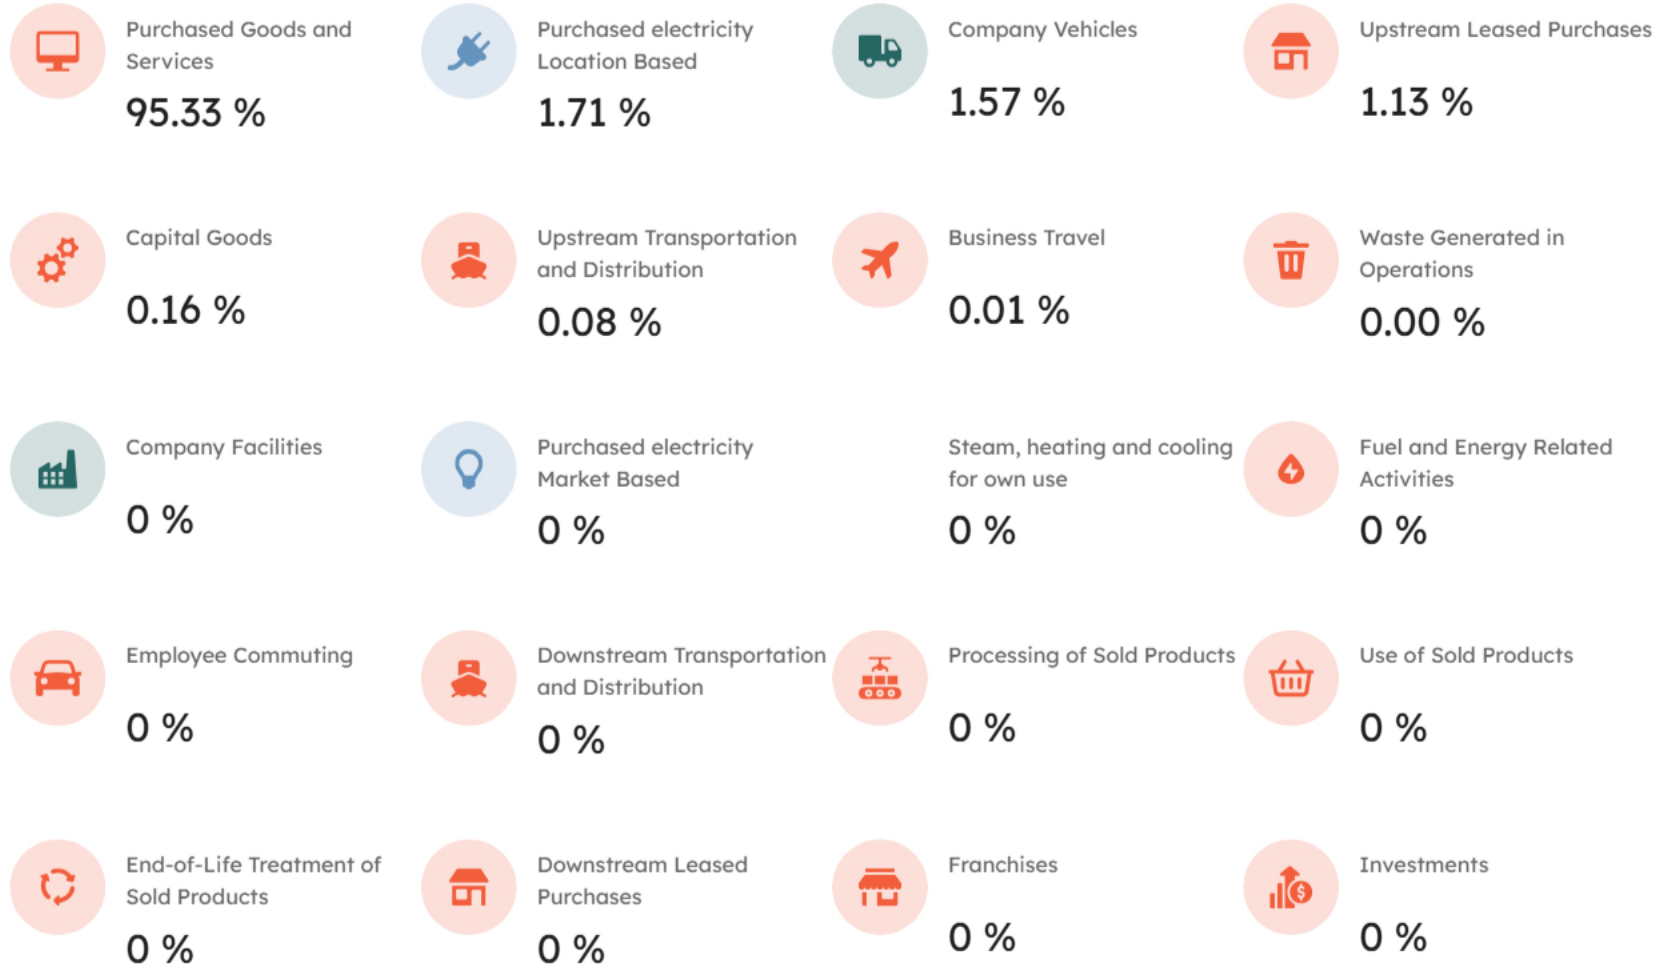 Purchased Goods and
Services
95.33 %
Purchased electricity
Location Based
1.71 %
Company Vehicles
1.57 %
Upstream Leased Purchases
1.13 %
Capital Goods
0.16 %
Upstream Transportation
and Distribution
0.08 %
Business Travel
0.01 %
Waste Generated in
Operations
0.00 %
Company Facilities
0 %
Purchased electricity
Market Based
0 %
Steam, heating and cooling
for own use
0 %
Fuel and Energy Related
Activities
0 %
Employee Commuting
0 %
Downstream Transportation
and Distribution
0 %
Processing of Sold Products
0 %
Use of Sold Products
0 %
End-of-Life Treatment of
Sold Products
0 %
Downstream Leased
Purchases
0 %
Franchises
0 %
Investments
0 %